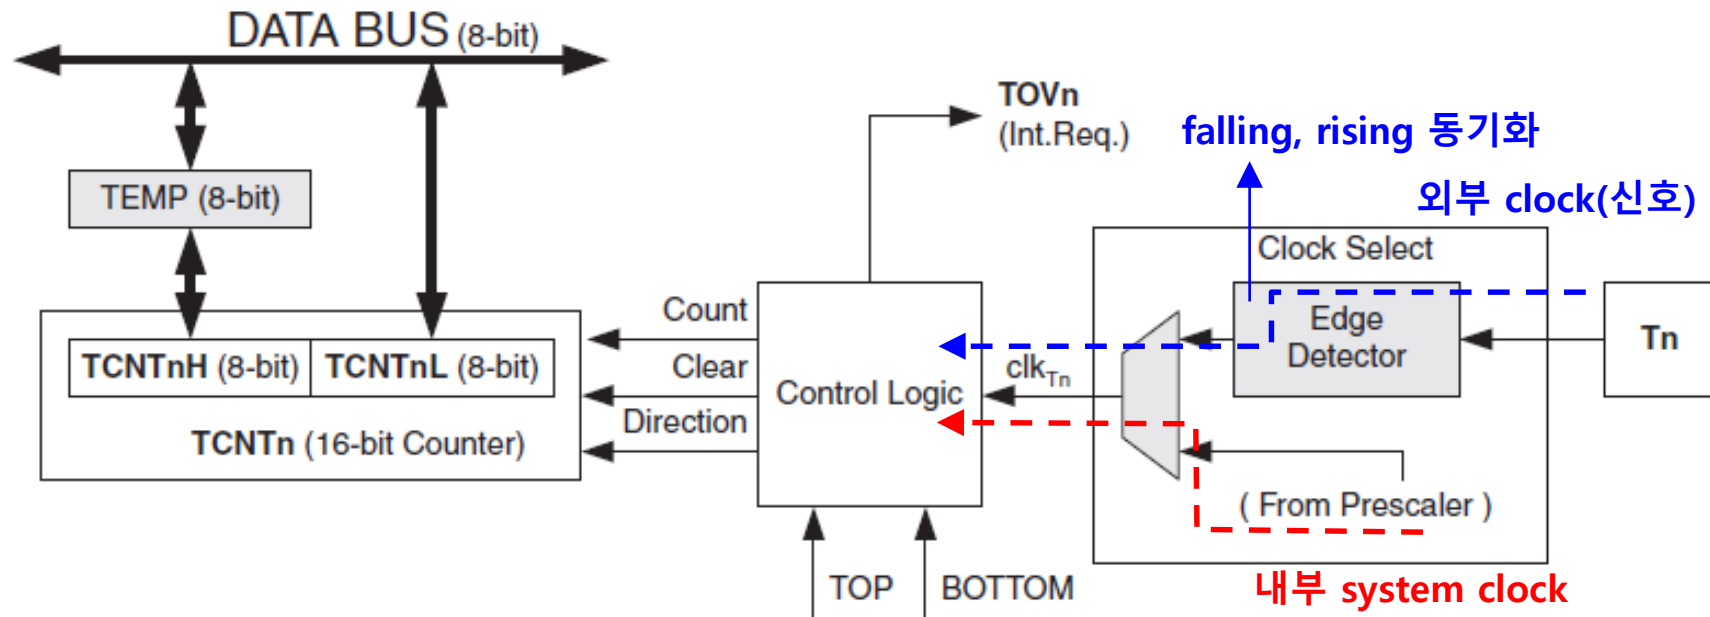 DATA BUS (8-bit)
TOVn
(Int.Req.)
falling, rising 동기화
외부 clock(신호)
TEMP (8-bit)
Clock Select
Count
Edge
Detector
Tn
TCNTnH (8-bit) TCNTnL (8-bit)
Clear
clkTn
Control Logic
Direction
TCNTn (16-bit Counter)
( From Prescaler )
TOP
BOTTOM
내부 system clock